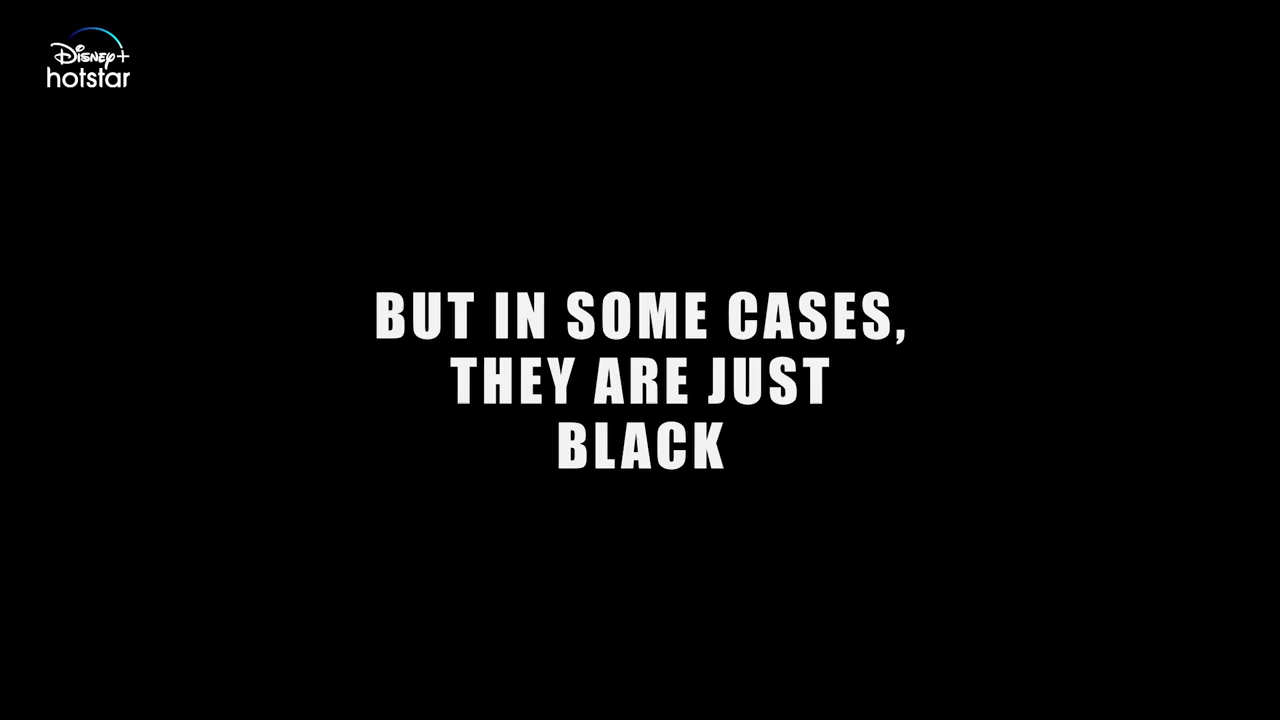 Disney+
hotstar
BUT IN SOME CASES,
THEY ARE JUST
BLACK